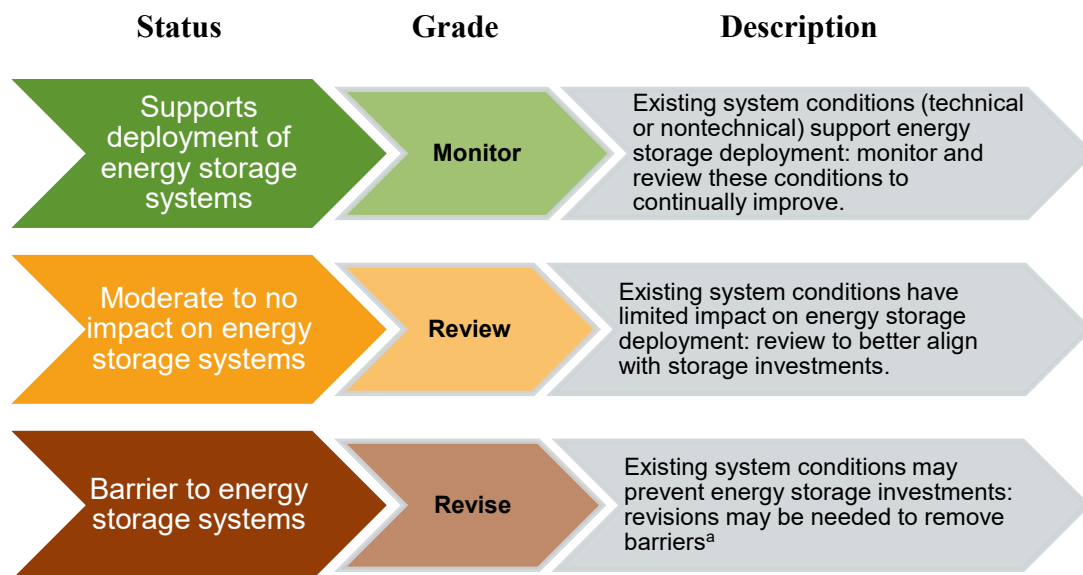 Status Grade Description
Supports
deployment of
energy storage
systems
Monitor
Existing system conditions (technical
or nontechnical) support energy
storage deployment: monitor and
review these conditions to
continually improve.
Moderate to no
impact on energy
storage systems
Review
Existing system conditions have
limited impact on energy storage
deployment: review to better align
with storage investments.
Barrier to energy
storage systems
Revise
Existing system conditions may
prevent energy storage investments:
revisions may be needed to remove
barriersᵃ